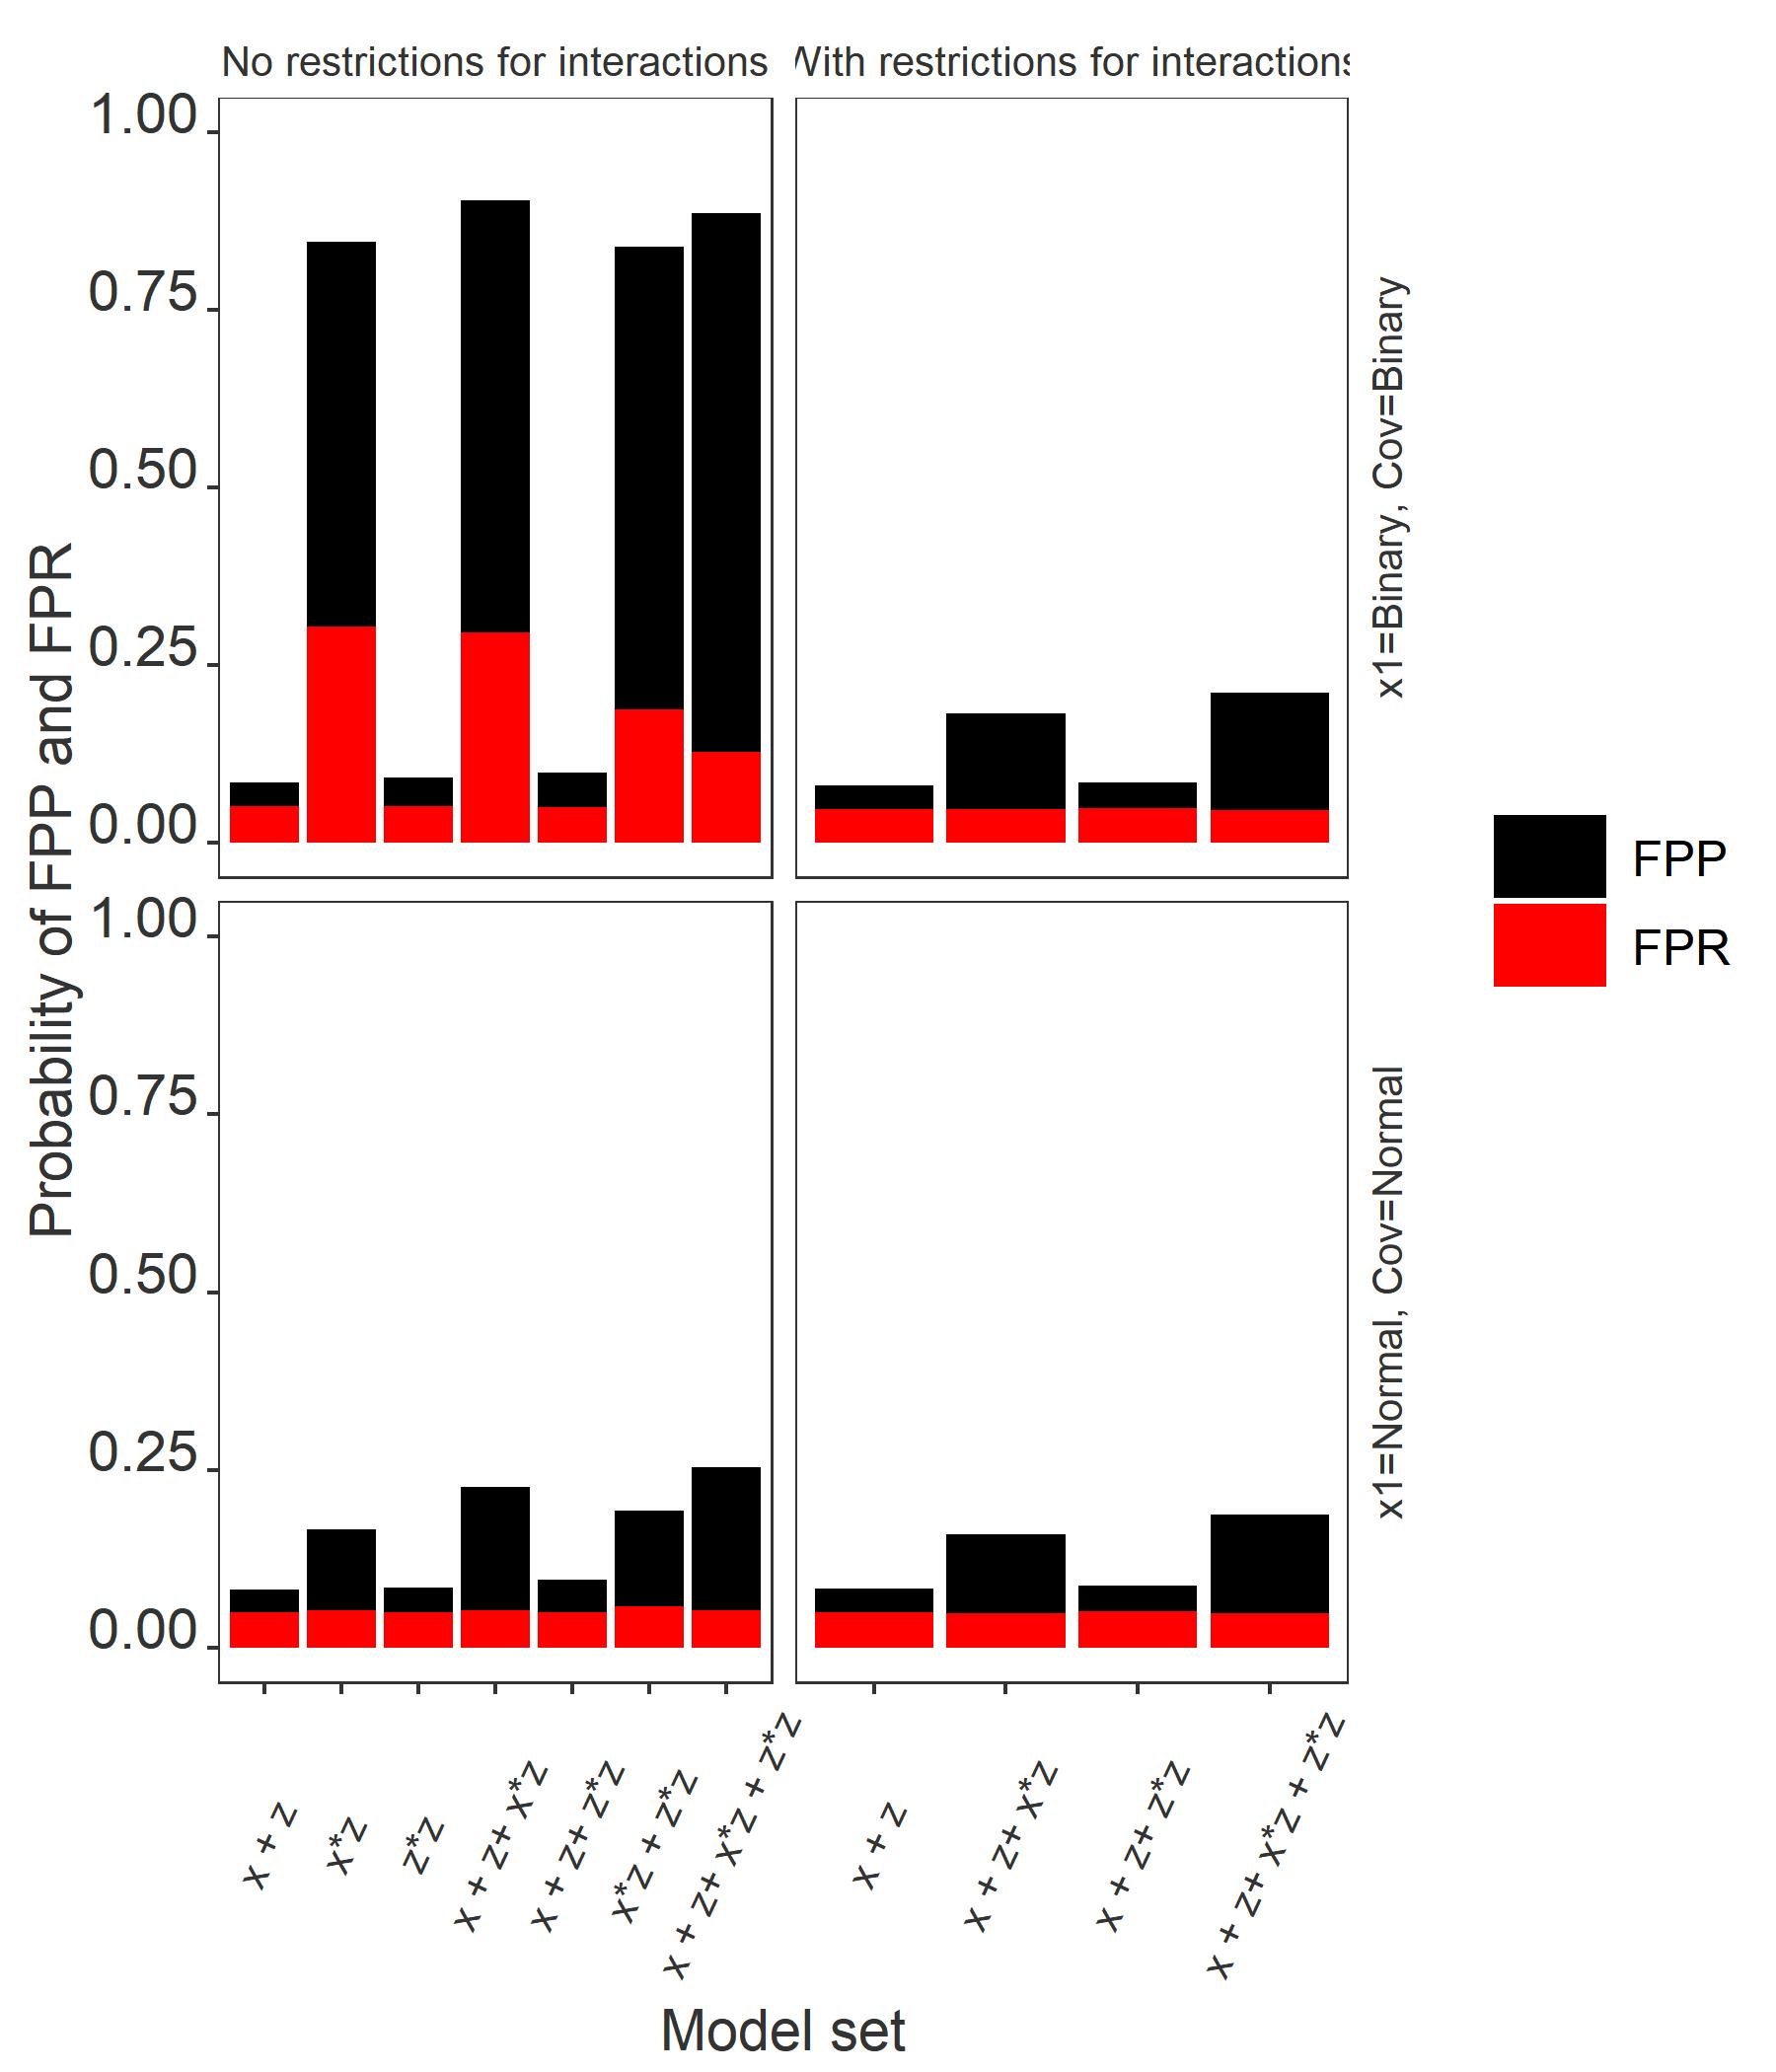 No restrictions for interactions
With restrictions for interactions
Probability of FPP and FPR
1.00
0.75
0.50
0.25
0.00
x1=Binary, Cov=Binary
1.00
0.75
0.50
0.25
0.00
x1=Normal, Cov=Normal
FPP
FPR
x + z
x*z
z*z
x + z+ x*z
x + z+ z*z
x*z + z*z
x + z+ x*z + z*z
x + z
x + z+ x*z
x + z+ z*z
x + z+ x*z + z*z
Model set